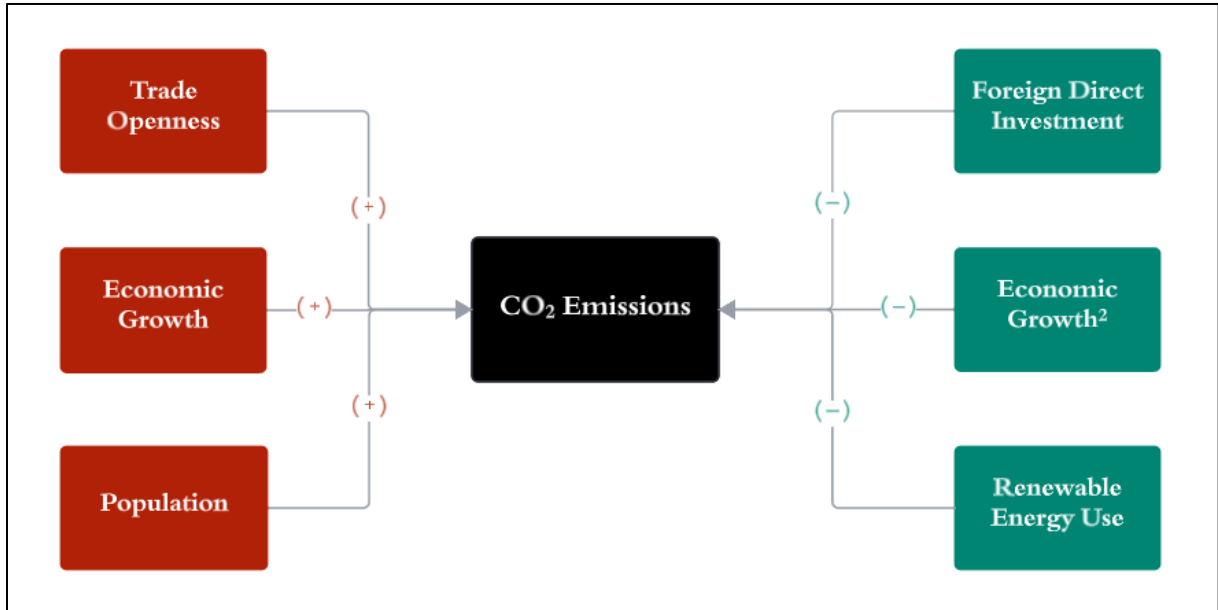 Trade
Openness
(+)
Economic
Growth
(+)
Population
(+)
CO₂ Emissions
Foreign Direct
Investment
(−)
Economic
Growth²
(−)
Renewable
Energy Use
(−)